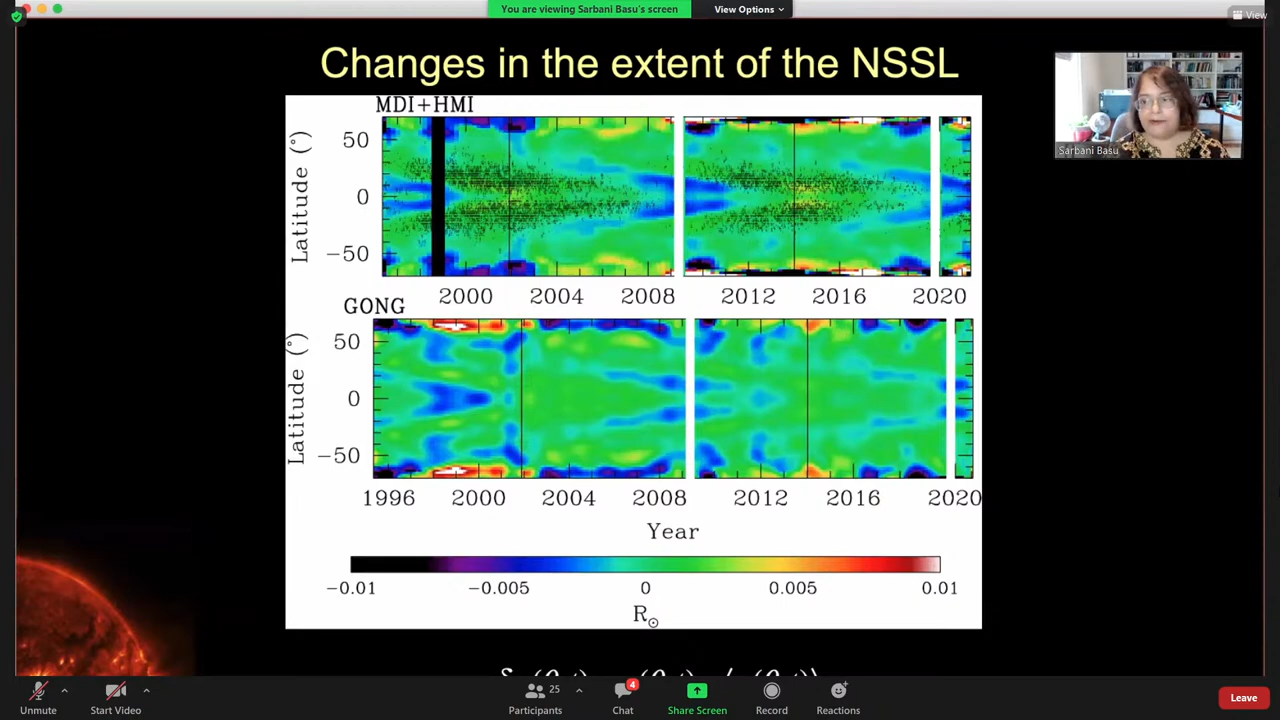 You are viewing Sarbani Basu's screen
View Options
View
Changes in the extent of the NSSL
Sarbani Basu
MDI+HMI
Latitude (°)
50
0
−50
2000 2004 2008 2012 2016 2020
GONG
Latitude (°)
50
0
−50
1996 2000 2004 2008 2012 2016 2020
Year
−0.01 −0.005 0 0.005 0.01
R⊙
Unmute
Start Video
25
Participants
4
Chat
Share Screen
Record
Reactions
Leave